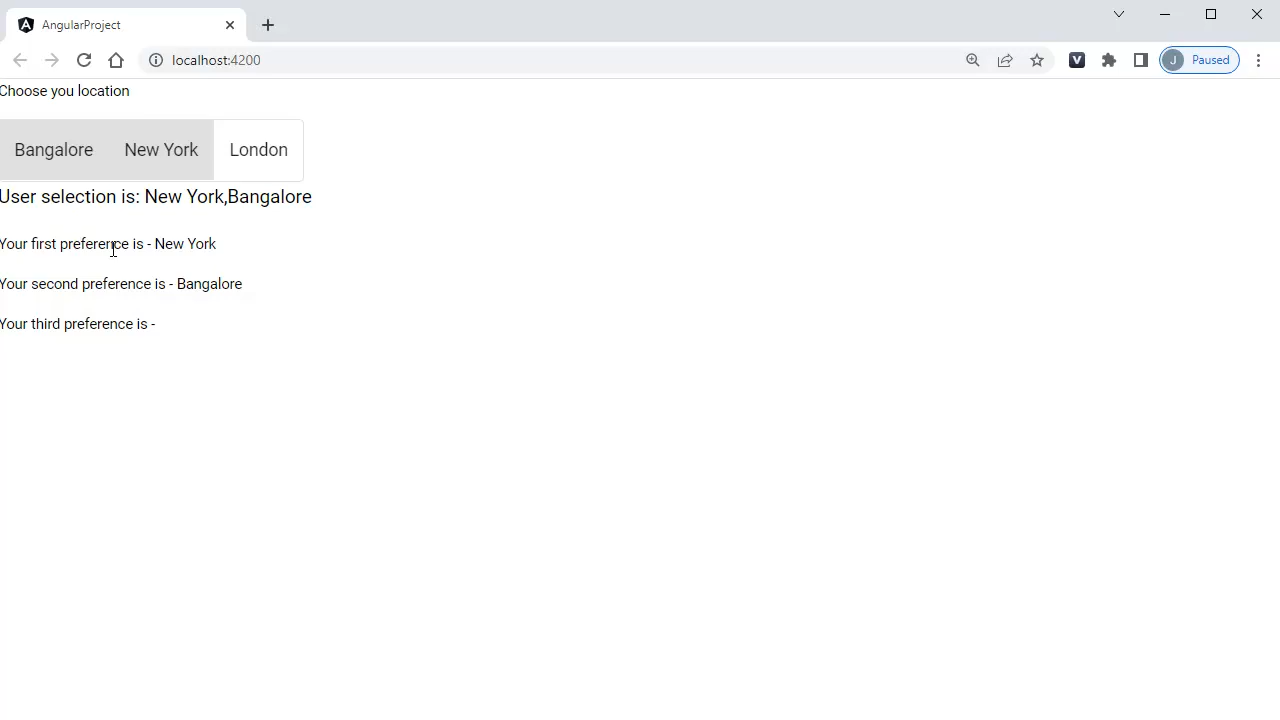 AngularProject
localhost:4200
J Paused
Choose you location
Bangalore New York London
User selection is: New York,Bangalore
Your first preference is - New York
Your second preference is - Bangalore
Your third preference is -